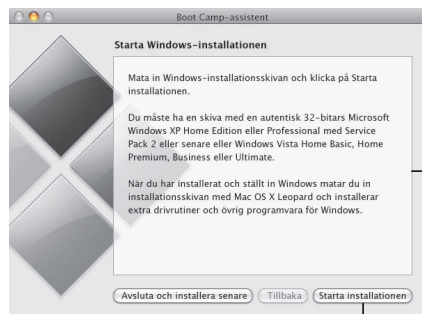 Boot Camp-assistent
Starta Windows-installationen
Mata in Windows-installationsskivan och klicka på Starta
installationen.
Du måste ha en skiva med en autentisk 32-bitars Microsoft
Windows XP Home Edition eller Professional med Service
Pack 2 eller senare eller Windows Vista Home Basic, Home
Premium, Business eller Ultimate.
När du har installerat och ställt in Windows matar du in
installationsskivan med Mac OS X Leopard och installerar
extra drivrutiner och övrig programvara för Windows.
Avsluta och installera senare Tillbaka Starta installationen